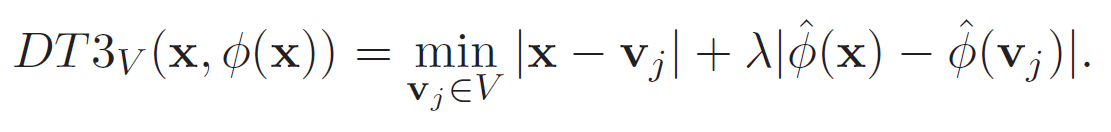 DT3_V(𝐱, ϕ(𝐱)) = min_{𝐯_j∈V} |𝐱 − 𝐯_j| + λ|ϕ̂(𝐱) − ϕ̂(𝐯_j)|.